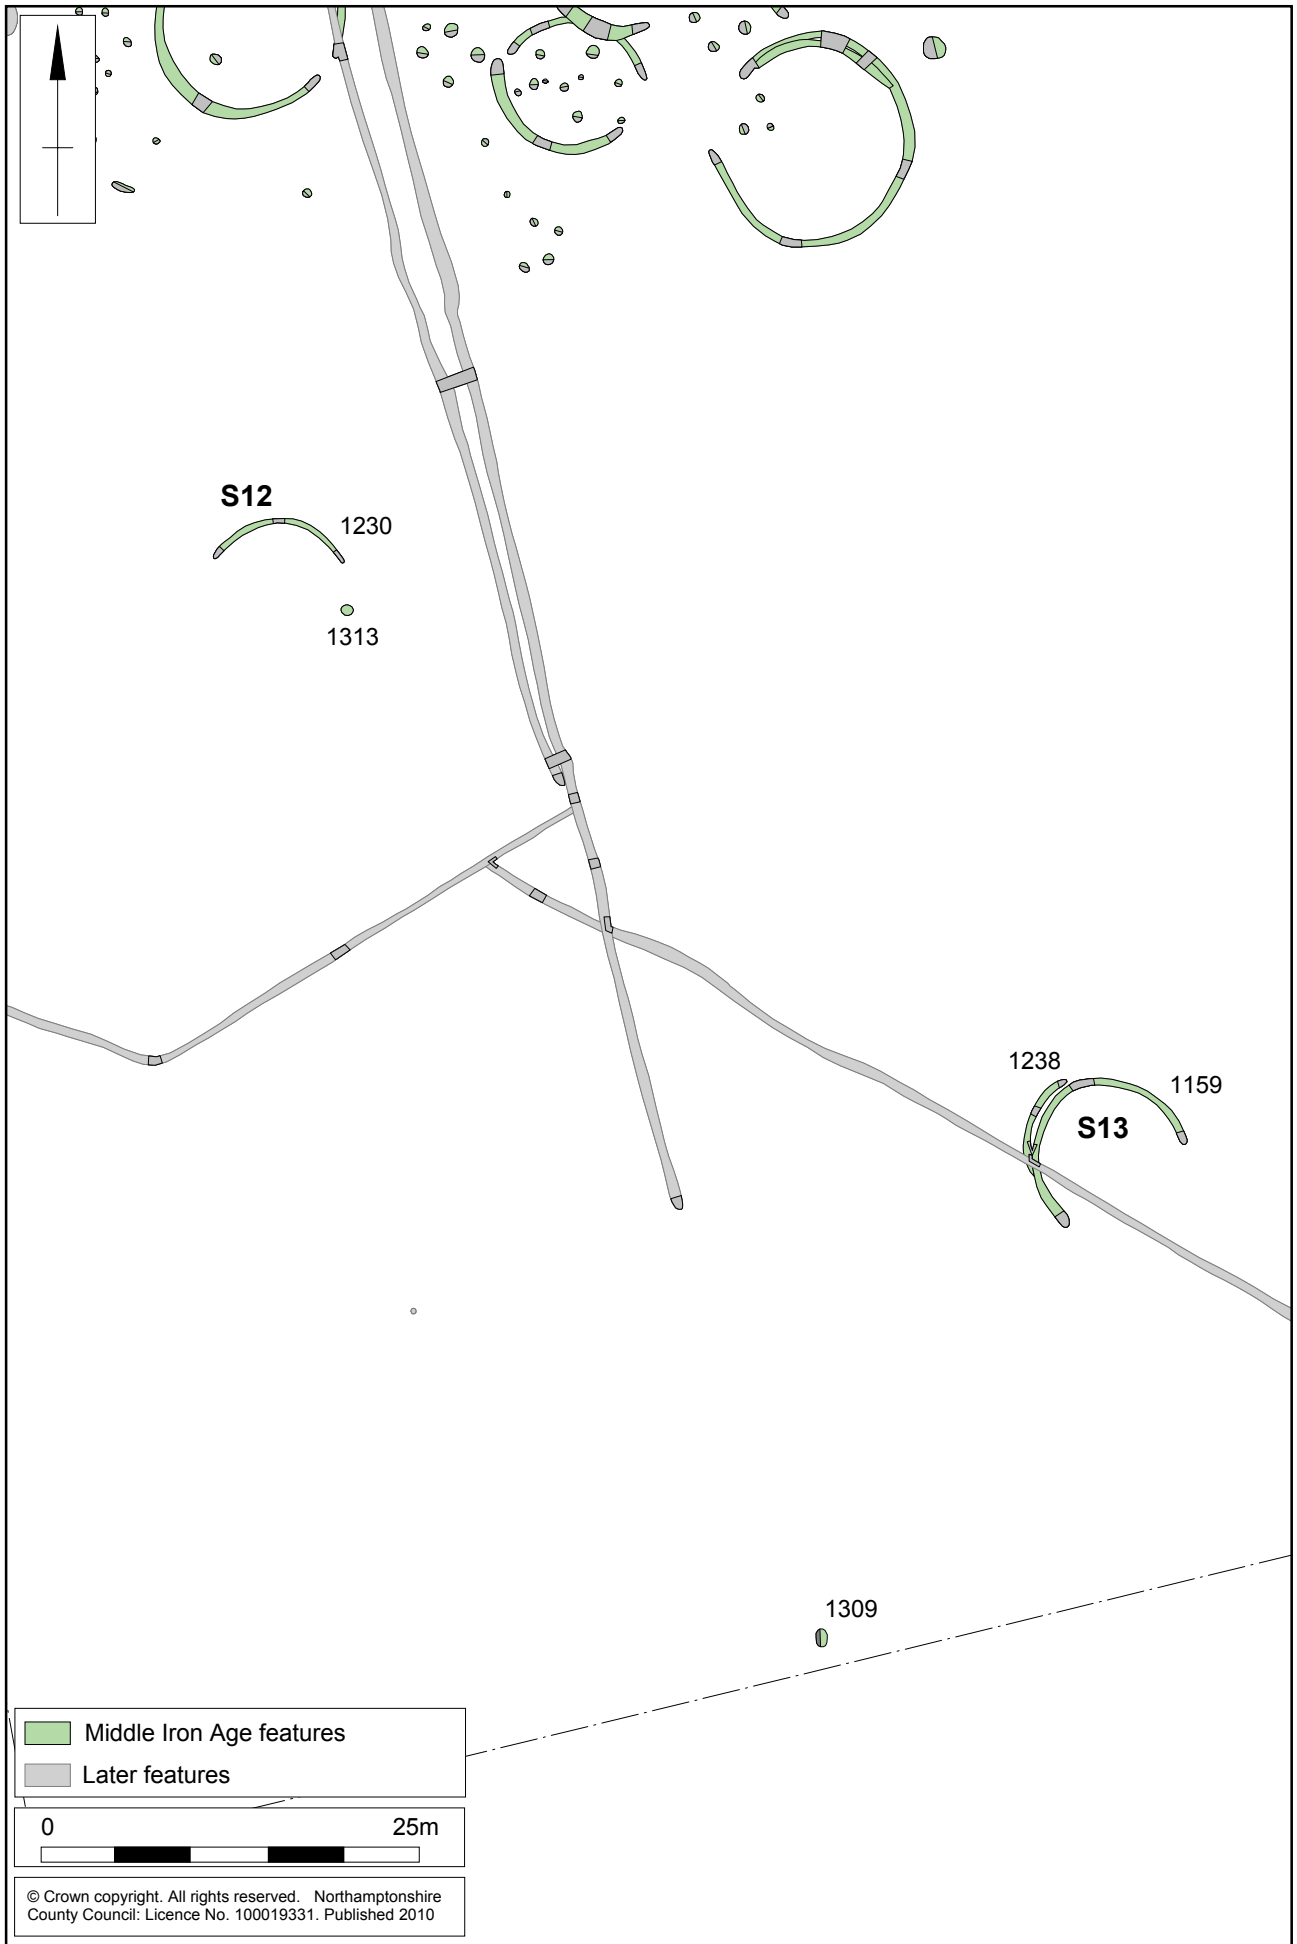 S12
1230
1313
1238
1159
S13
1309
Middle Iron Age features
Later features
0 25m
© Crown copyright. All rights reserved. Northamptonshire
County Council: Licence No. 100019331. Published 2010